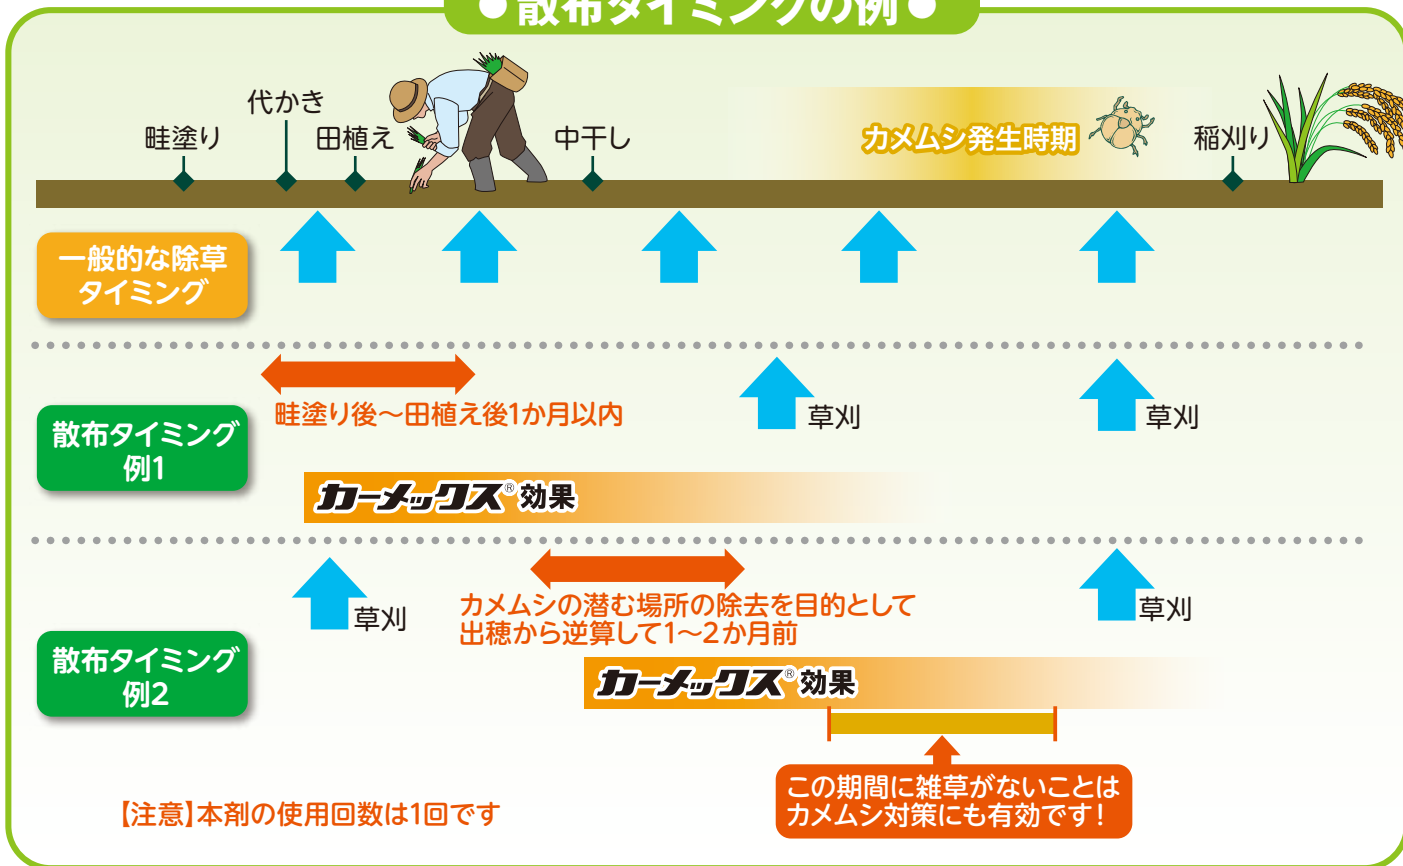 ●散布タイミングの例●
代かき
畦塗り
田植え
中干し
カメムシ発生時期
稲刈り
一般的な除草
タイミング
畦塗り後～田植え後1か月以内
草刈
草刈
散布タイミング
例1
カーメックス®効果
草刈
カメムシの潜む場所の除去を目的として
出穂から逆算して1～2か月前
草刈
散布タイミング
例2
カーメックス®効果
この期間に雑草がないことは
カメムシ対策にも有効です！
【注意】本剤の使用回数は1回です